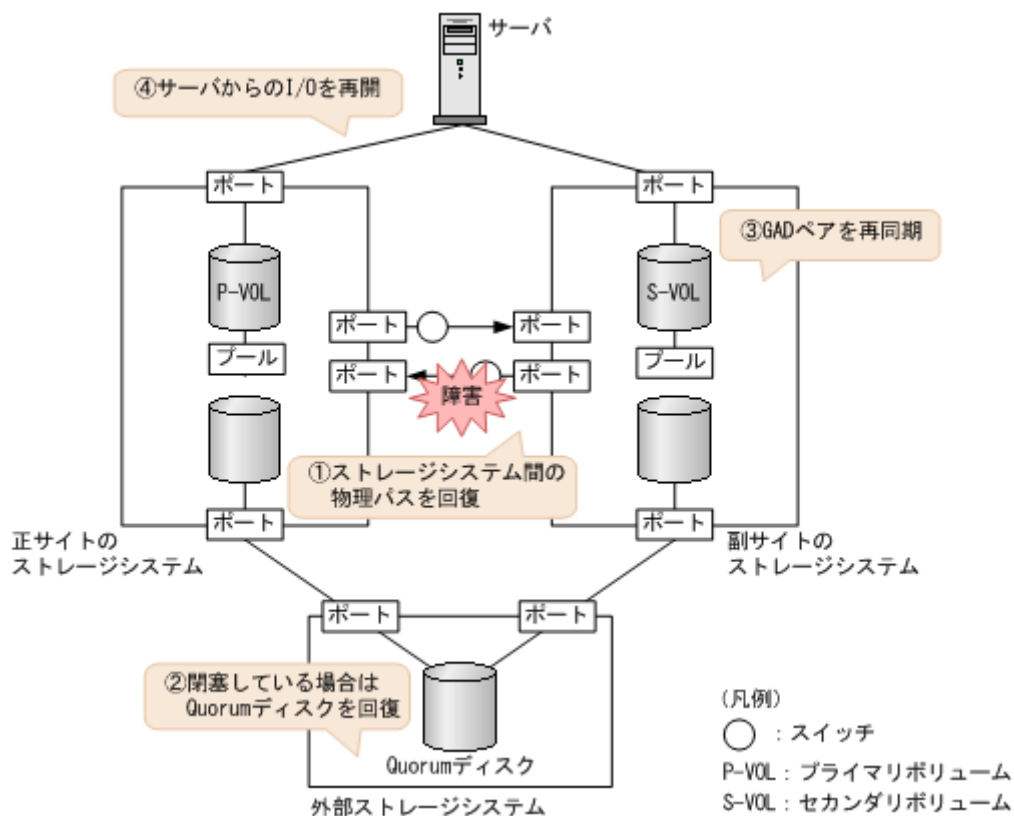 サーバ
④サーバからのI/Oを再開
ポート
ポート
③GADペアを再同期
P-VOL
S-VOL
ポート
ポート
プール
プール
ポート
ポート
障害
①ストレージシステム間の
物理パスを回復
ポート
ポート
正サイトの
ストレージシステム
副サイトの
ストレージシステム
ポート
ポート
②閉塞している場合は
Quorumディスクを回復
Quorumディスク
外部ストレージシステム
(凡例)
：スイッチ
P-VOL：プライマリボリューム
S-VOL：セカンダリボリューム